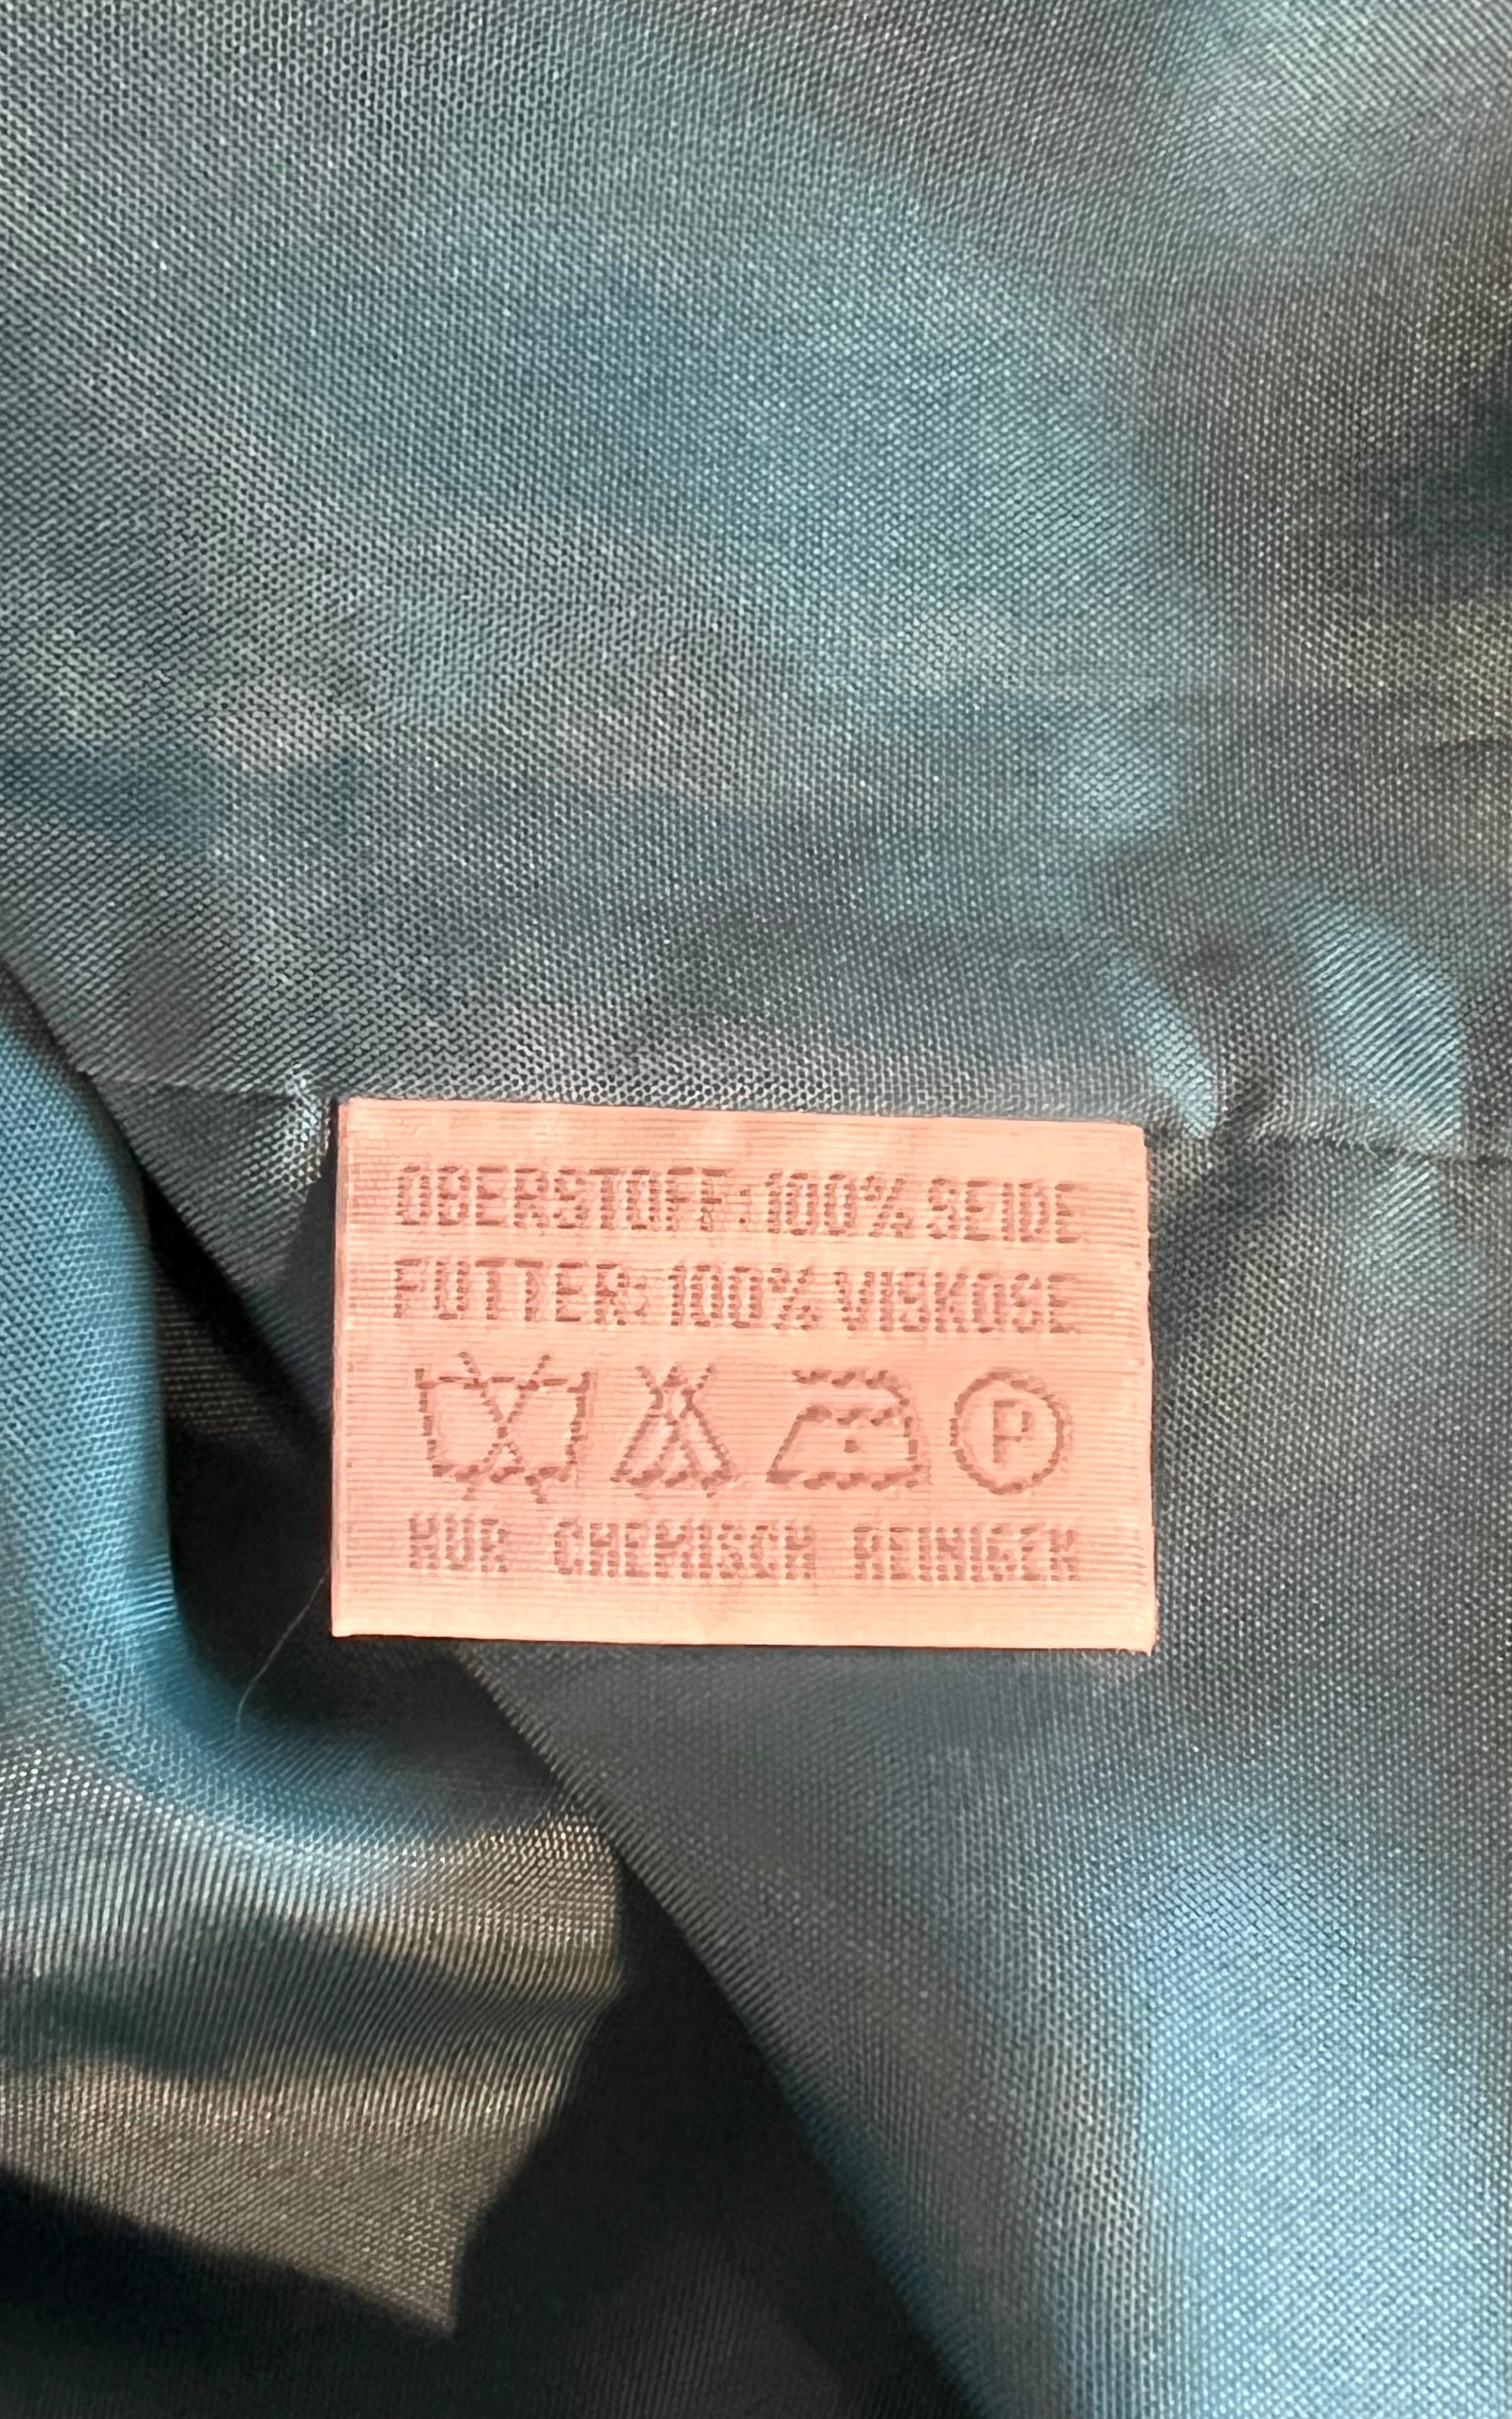 OBERSTOFF: 100% SEIDE
FUTTER: 100% VISKOSE
P
NUR CHEMISCH REINIGEN